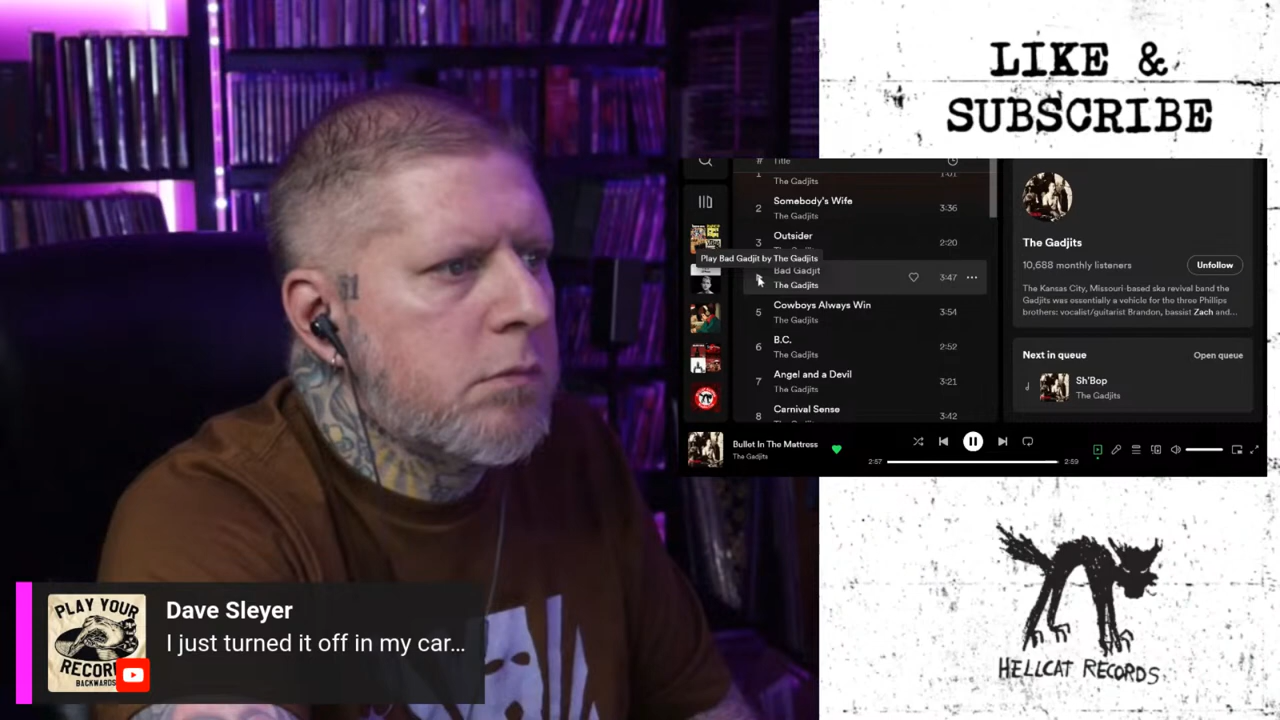 LIKE &
SUBSCRIBE
# Title
1
The Gadjits
1:01
2
Somebody's Wife
The Gadjits
3:36
3
Outsider
2:20
Play Bad Gadjit by The Gadjits
Bad Gadjit
The Gadjits
3:47
5
Cowboys Always Win
The Gadjits
3:54
6
B.C.
The Gadjits
2:52
7
Angel and a Devil
The Gadjits
3:21
8
Carnival Sense
3:42
The Gadjits
10,688 monthly listeners
Unfollow
The Kansas City, Missouri-based ska revival band the
Gadjits was essentially a vehicle for the three Phillips
brothers: vocalist/guitarist Brandon, bassist Zach and...
Next in queue
Open queue
Sh'Bop
The Gadjits
Bullet In The Mattress
The Gadjits
2:57
2:59
PLAY YOUR
RECOR
BACKWARDS
Dave Sleyer
I just turned it off in my car...
HELLCAT RECORDS